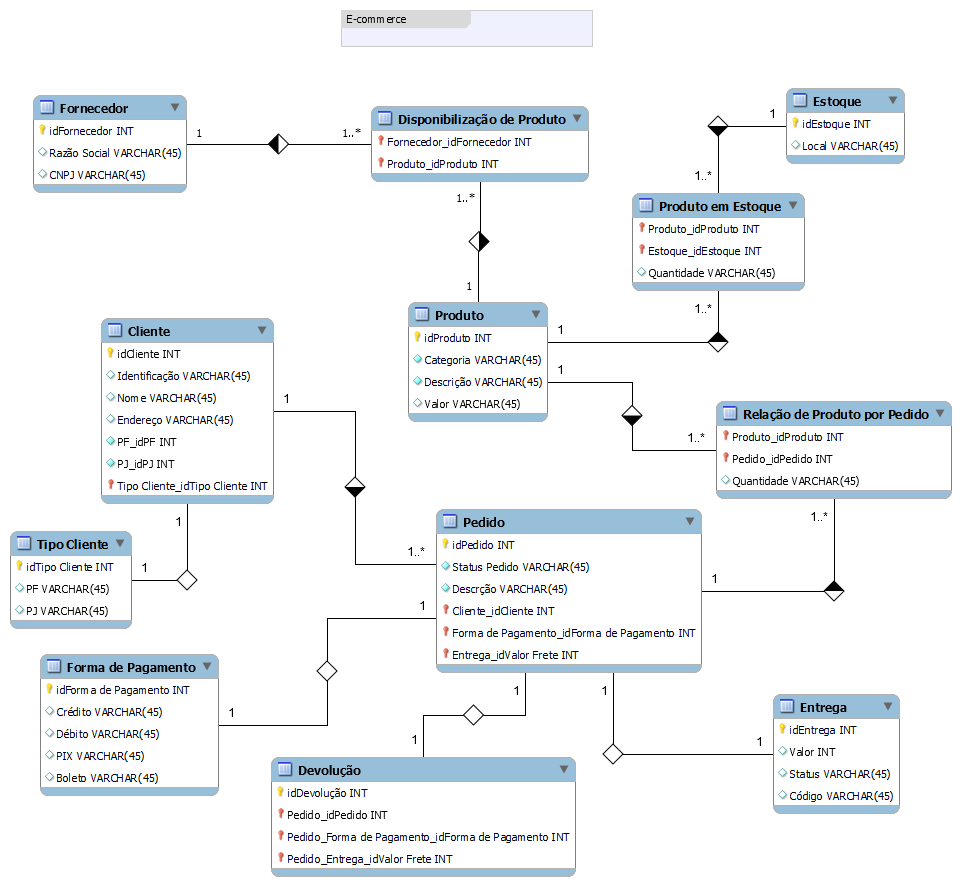 E-commerce
Fornecedor
idFornecedor INT
Razão Social VARCHAR(45)
CNPJ VARCHAR(45)
1
1..*
Disponibilização de Produto
Fornecedor_idFornecedor INT
Produto_idProduto INT
1..*
1
Estoque
idEstoque INT
Local VARCHAR(45)
1
1..*
Produto em Estoque
Produto_idProduto INT
Estoque_idEstoque INT
Quantidade VARCHAR(45)
1..*
1
Produto
idProduto INT
Categoria VARCHAR(45)
Descrição VARCHAR(45)
Valor VARCHAR(45)
1
1..*
Cliente
idCliente INT
Identificação VARCHAR(45)
Nome VARCHAR(45)
Endereço VARCHAR(45)
PF_idPF INT
PJ_idPJ INT
Tipo Cliente_idTipo Cliente INT
1
1..*
1
1
Relação de Produto por Pedido
Produto_idProduto INT
Pedido_idPedido INT
Quantidade VARCHAR(45)
1..*
1
Tipo Cliente
idTipo Cliente INT
PF VARCHAR(45)
PJ VARCHAR(45)
Pedido
idPedido INT
Status Pedido VARCHAR(45)
Descrção VARCHAR(45)
Cliente_idCliente INT
Forma de Pagamento_idForma de Pagamento INT
Entrega_idValor Frete INT
1
1
Forma de Pagamento
idForma de Pagamento INT
Crédito VARCHAR(45)
Débito VARCHAR(45)
PIX VARCHAR(45)
Boleto VARCHAR(45)
1
1
1
1
Entrega
idEntrega INT
Valor INT
Status VARCHAR(45)
Código VARCHAR(45)
Devolução
idDevolução INT
Pedido_idPedido INT
Pedido_Forma de Pagamento_idForma de Pagamento INT
Pedido_Entrega_idValor Frete INT